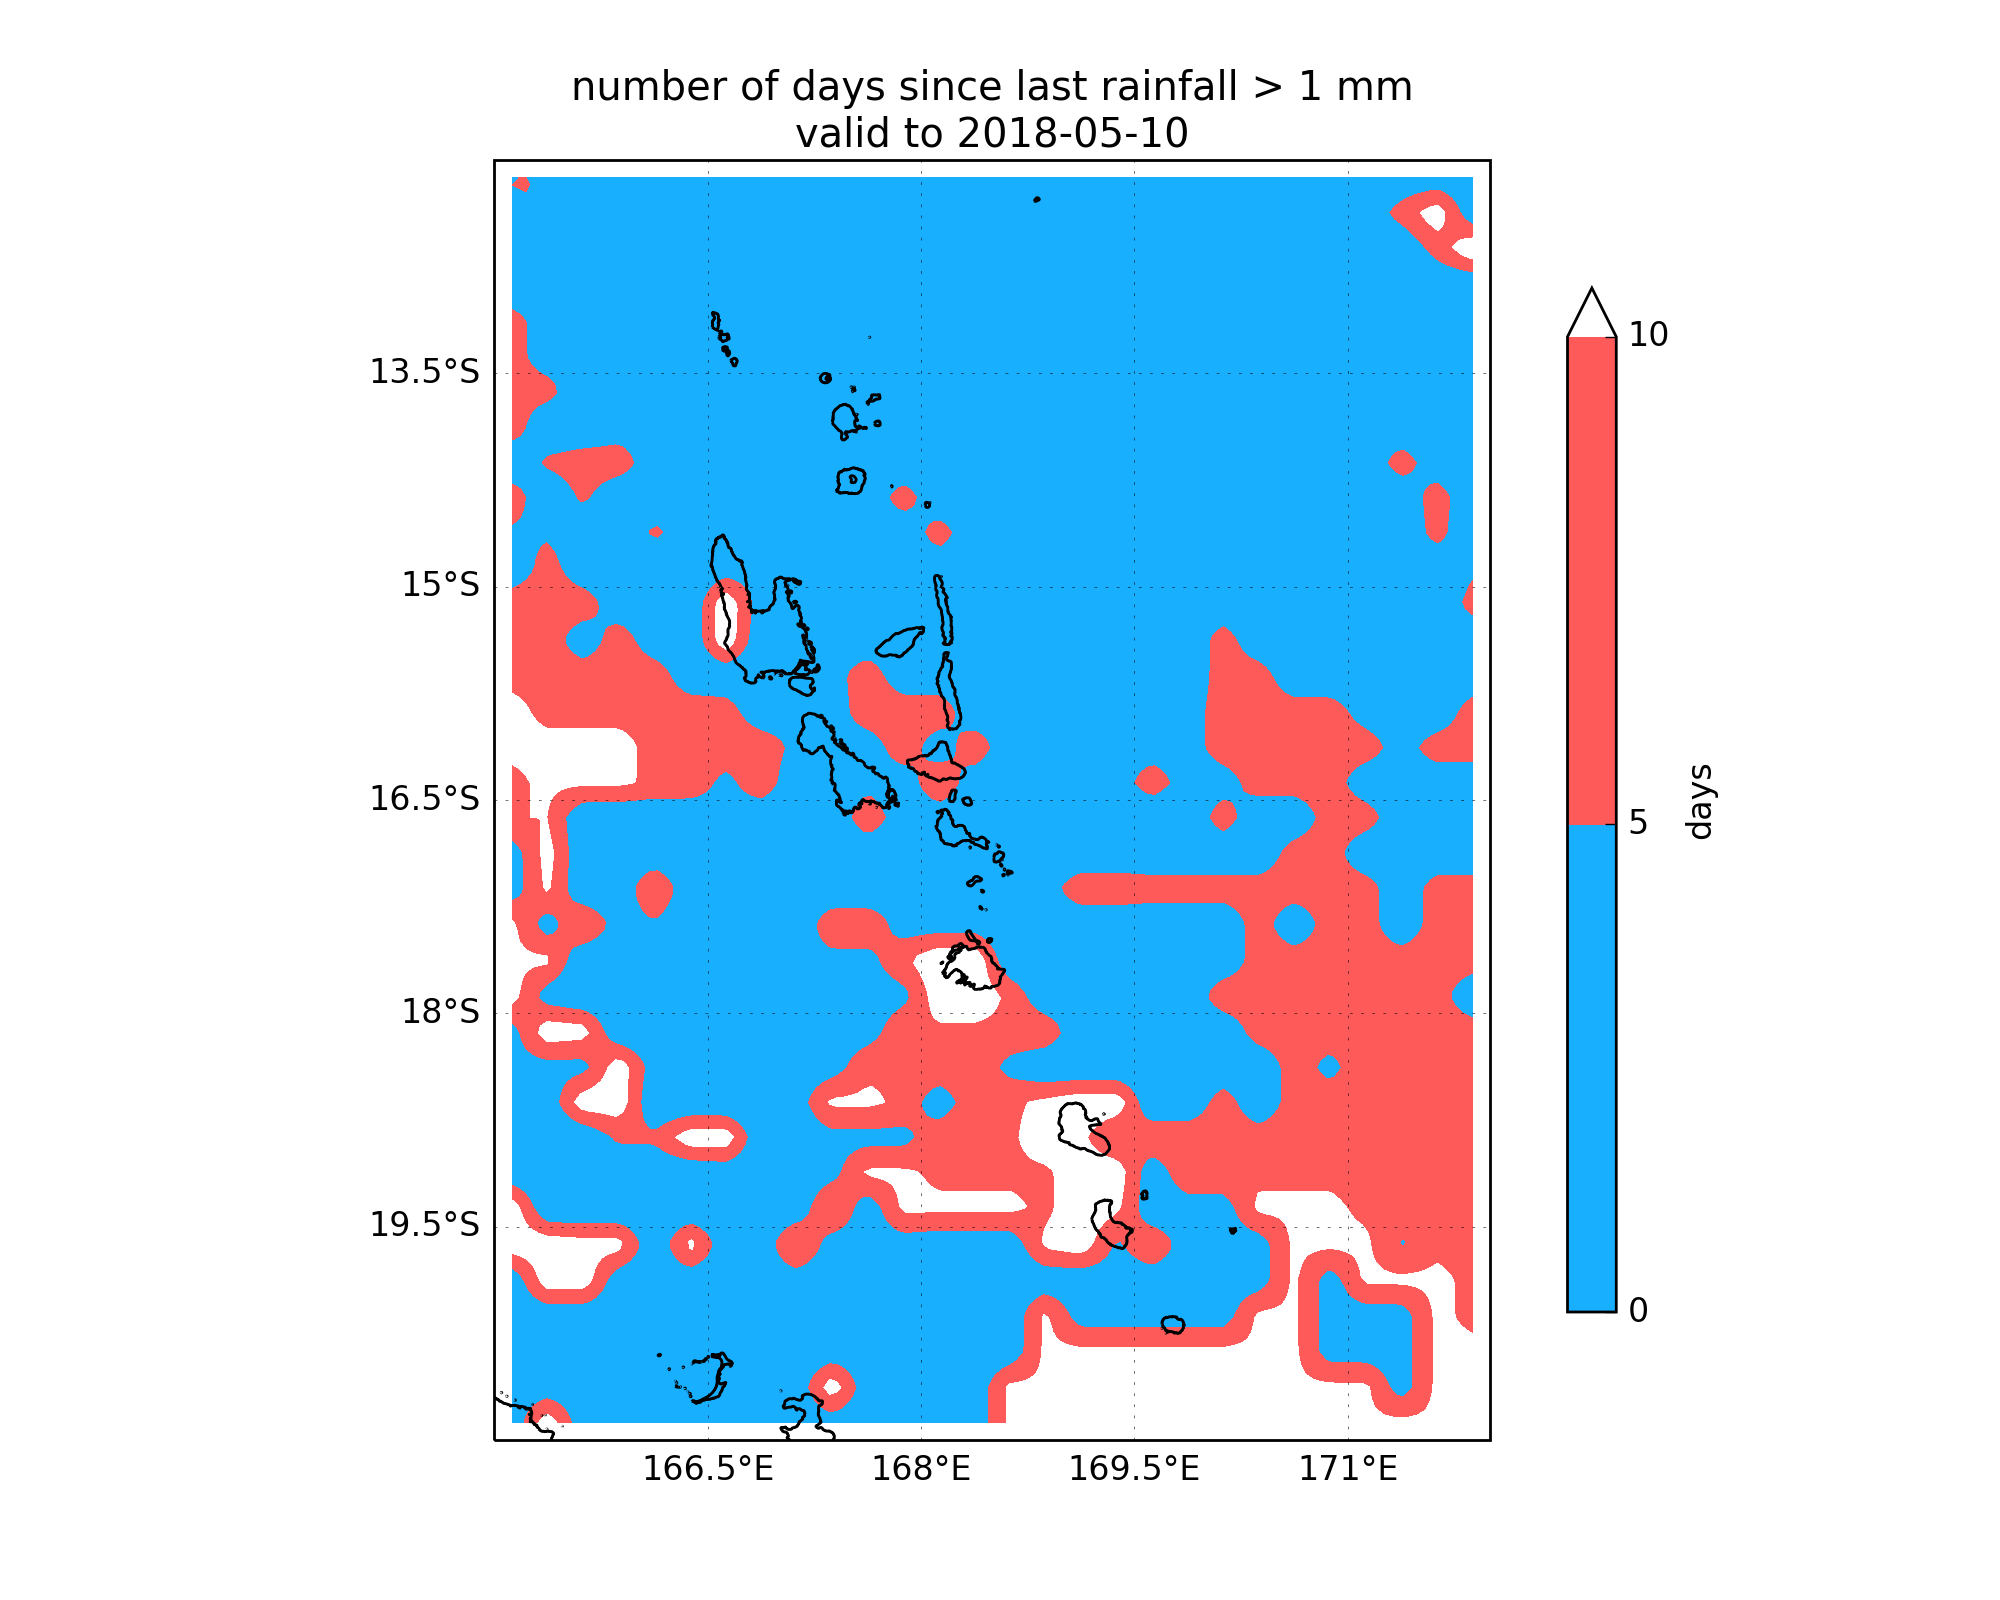 number of days since last rainfall > 1 mm
valid to 2018-05-10
13.5°S
15°S
16.5°S
18°S
19.5°S
166.5°E
168°E
169.5°E
171°E
10
5
0
days